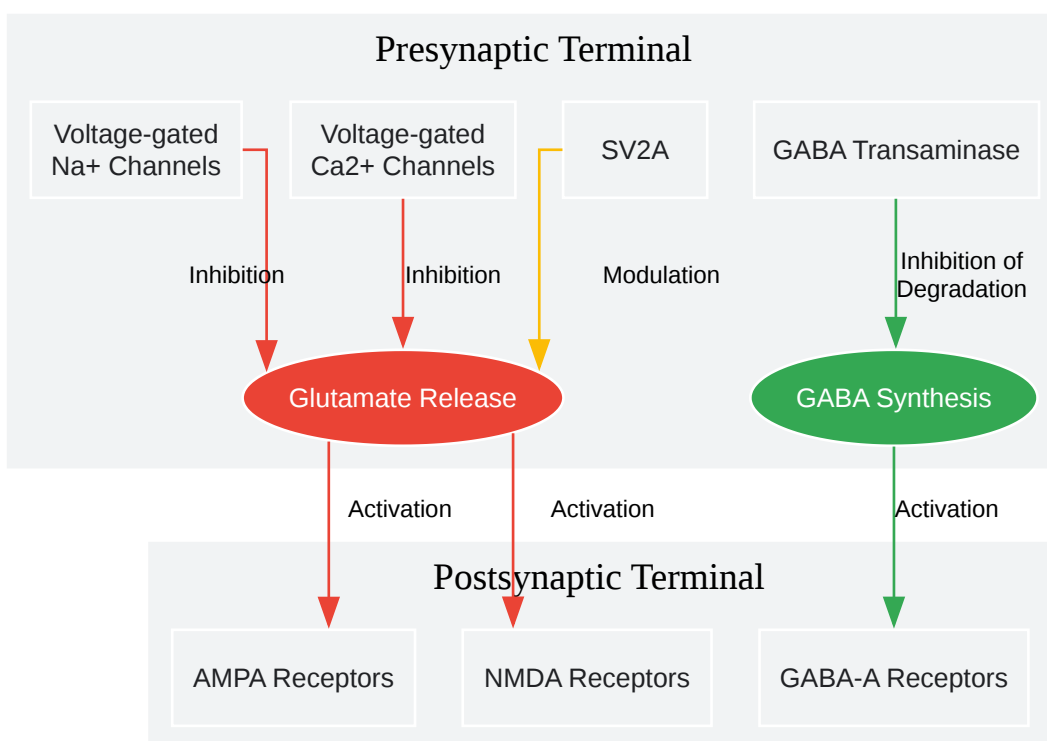 Presynaptic Terminal
Voltage-gated
Na+ Channels
Voltage-gated
Ca2+ Channels
SV2A
GABA Transaminase
Inhibition
Inhibition
Modulation
Inhibition of
Degradation
Glutamate Release
GABA Synthesis
Activation
Activation
Activation
Postsynaptic Terminal
AMPA Receptors
NMDA Receptors
GABA-A Receptors